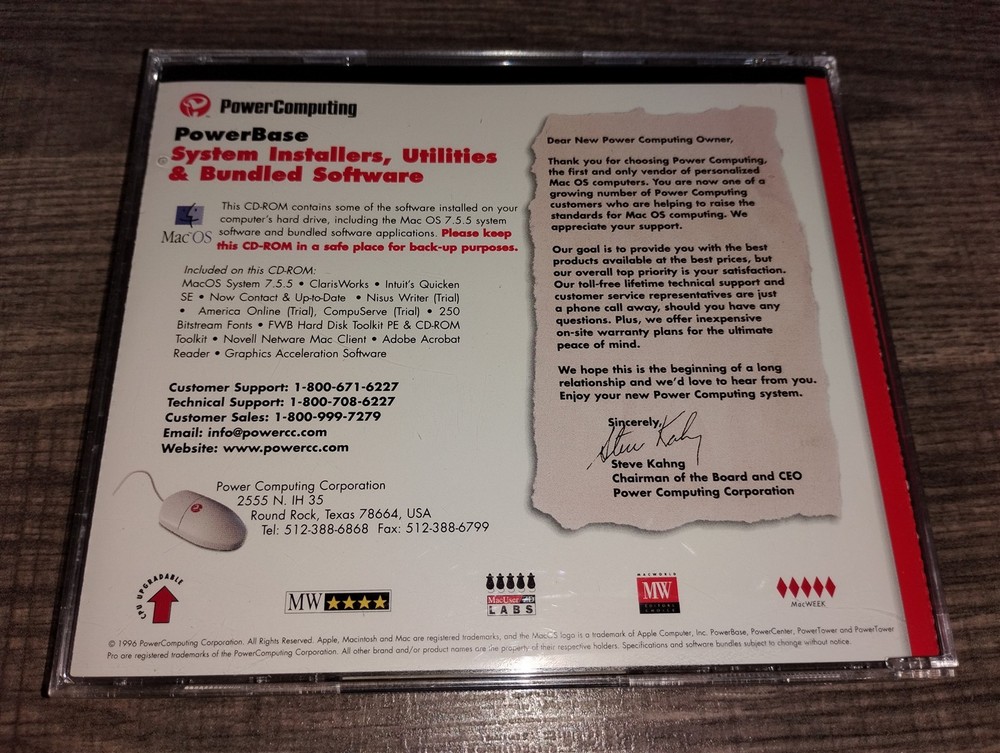 PowerComputing
PowerBase
System Installers, Utilities
& Bundled Software
This CD-ROM contains some of the software installed on your
computer's hard drive, including the Mac OS 7.5.5 system
software and bundled software applications. Please keep
this CD-ROM in a safe place for back-up purposes.
Mac OS
Included on this CD-ROM:
MacOS System 7.5.5 • ClarisWorks • Intuit's Quicken
SE • Now Contact & Up-to-Date • Nisus Writer (Trial)
• America Online (Trial), CompuServe (Trial) • 250
Bitstream Fonts • FWB Hard Disk Toolkit PE & CD-ROM
Toolkit • Novell Netware Mac Client • Adobe Acrobat
Reader • Graphics Acceleration Software
Customer Support: 1-800-671-6227
Technical Support: 1-800-708-6227
Customer Sales: 1-800-999-7279
Email: info@powercc.com
Website: www.powercc.com
Power Computing Corporation
2555 N. IH 35
Round Rock, Texas 78664, USA
Tel: 512-388-6868 Fax: 512-388-6799
Dear New Power Computing Owner,
Thank you for choosing Power Computing,
the first and only vendor of personalized
Mac OS computers. You are now one of a
growing number of Power Computing
customers who are helping to raise the
standards for Mac OS computing. We
appreciate your support.
Our goal is to provide you with the best
products available at the best prices, but
our overall top priority is your satisfaction.
Our toll-free lifetime technical support and
customer service representatives are just
a phone call away, should you have any
questions. Plus, we offer inexpensive
on-site warranty plans for the ultimate
peace of mind.
We hope this is the beginning of a long
relationship and we'd love to hear from you.
Enjoy your new Power Computing system.
Sincerely,
Steve Kahng
Steve Kahng
Chairman of the Board and CEO
Power Computing Corporation
CPU UPGRADABLE
MW
MacUser
LABS
MACWORLD
MW
EDITORS'
CHOICE
MacWEEK
© 1996 PowerComputing Corporation. All Rights Reserved. Apple, Macintosh and Mac are registered trademarks, and the MacOS logo is a trademark of Apple Computer, Inc. PowerBase, PowerCenter, PowerTower and PowerTower
Pro are registered trademarks of the PowerComputing Corporation. All other brand and/or product names are the property of their respective holders. Specifications and software bundles subject to change without notice.